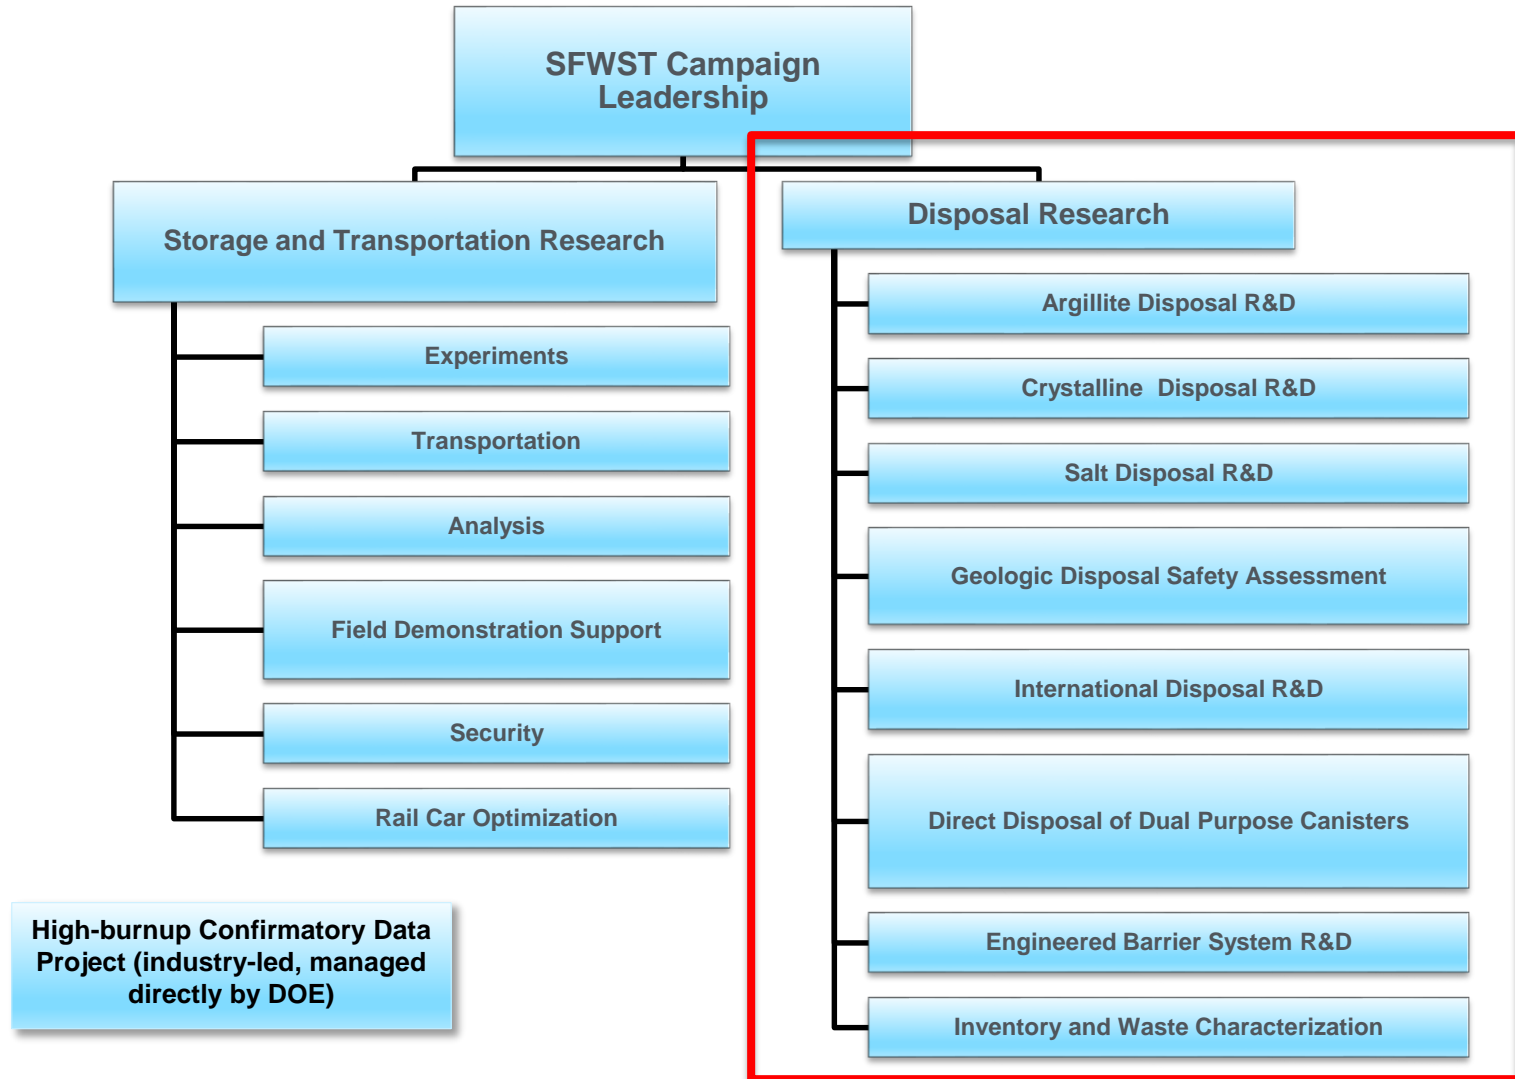 SFWST Campaign
Leadership
Storage and Transportation Research
Experiments
Transportation
Analysis
Field Demonstration Support
Security
Rail Car Optimization
High-burnup Confirmatory Data
Project (industry-led, managed
directly by DOE)
Disposal Research
Argillite Disposal R&D
Crystalline  Disposal R&D
Salt Disposal R&D
Geologic Disposal Safety Assessment
International Disposal R&D
Direct Disposal of Dual Purpose Canisters
Engineered Barrier System R&D
Inventory and Waste Characterization